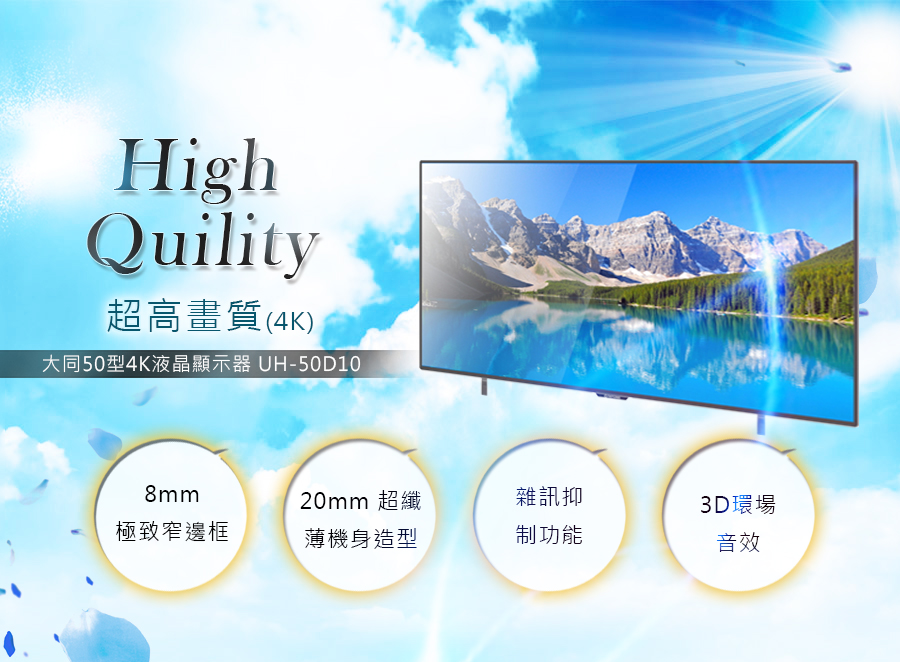 High
Quility
超高畫質(4K)
大同50型4K液晶顯示器 UH-50D10
8mm
極致窄邊框
20mm 超纖
薄機身造型
雜訊抑
制功能
3D環場
音效